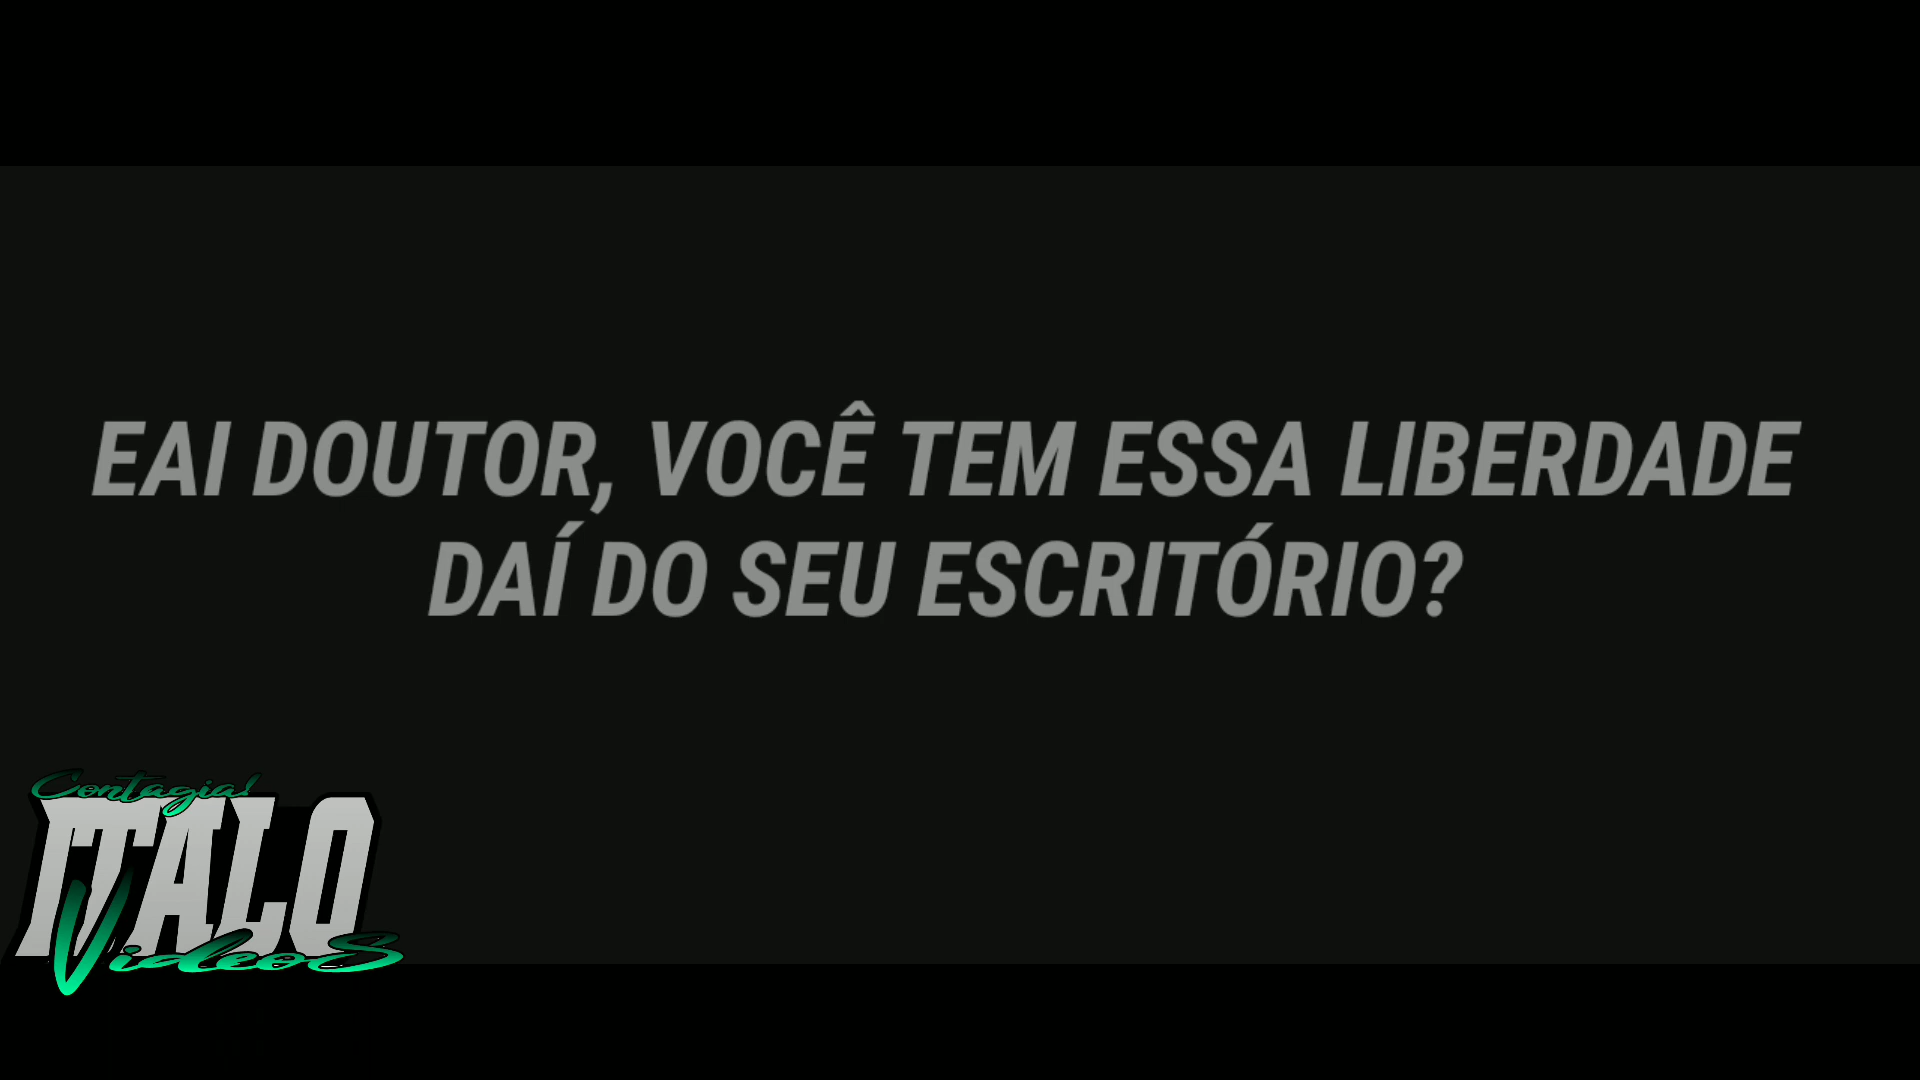 EAI DOUTOR, VOCÊ TEM ESSA LIBERDADE
DAÍ DO SEU ESCRITÓRIO?
Contagia!
ITALO
VideoS